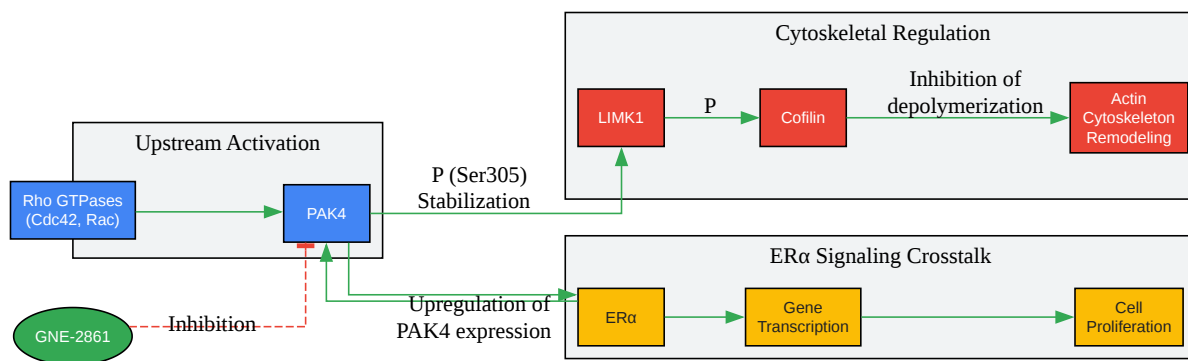 Cytoskeletal Regulation
Inhibition of
depolymerization
LIMK1
P
Cofilin
Actin
Cytoskeleton
Remodeling
Upstream Activation
P (Ser305)
Stabilization
Rho GTPases
(Cdc42, Rac)
PAK4
ERα Signaling Crosstalk
Upregulation of
PAK4 expression
ERα
Gene
Transcription
Cell
Proliferation
GNE-2861
Inhibition